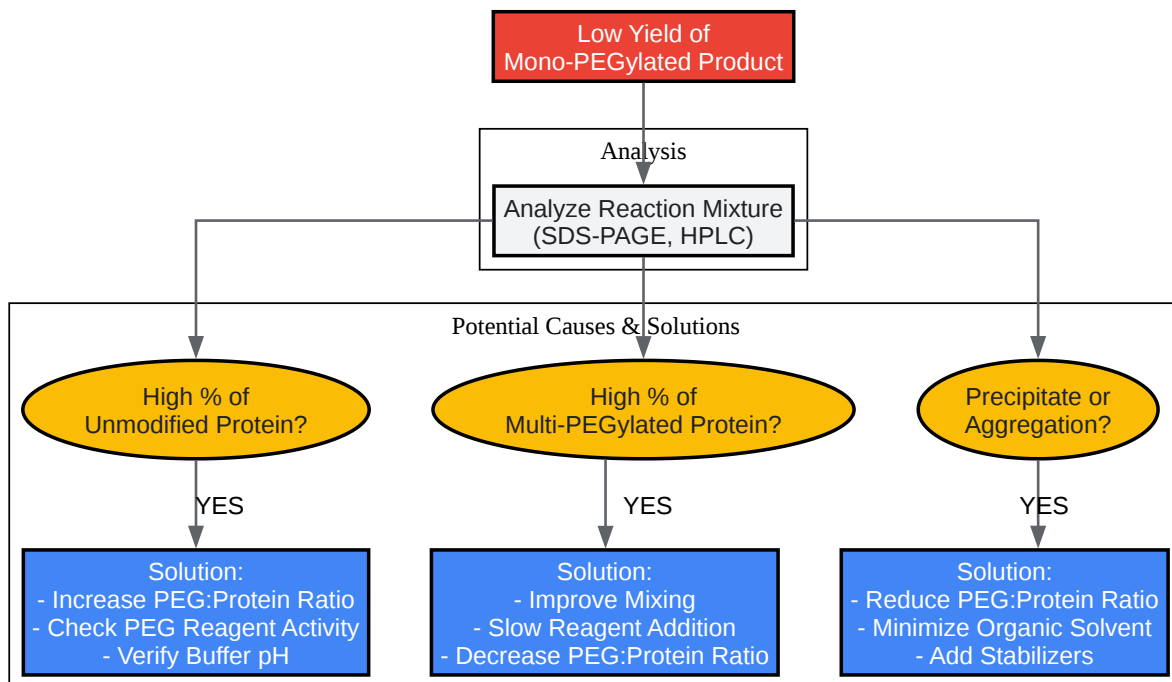 Low Yield of
Mono-PEGylated Product
Analysis
Analyze Reaction Mixture
(SDS-PAGE, HPLC)
Potential Causes & Solutions
High % of
Unmodified Protein?
High % of
Multi-PEGylated Protein?
Precipitate or
Aggregation?
YES
YES
YES
Solution:
- Increase PEG:Protein Ratio
- Check PEG Reagent Activity
- Verify Buffer pH
Solution:
- Improve Mixing
- Slow Reagent Addition
- Decrease PEG:Protein Ratio
Solution:
- Reduce PEG:Protein Ratio
- Minimize Organic Solvent
- Add Stabilizers